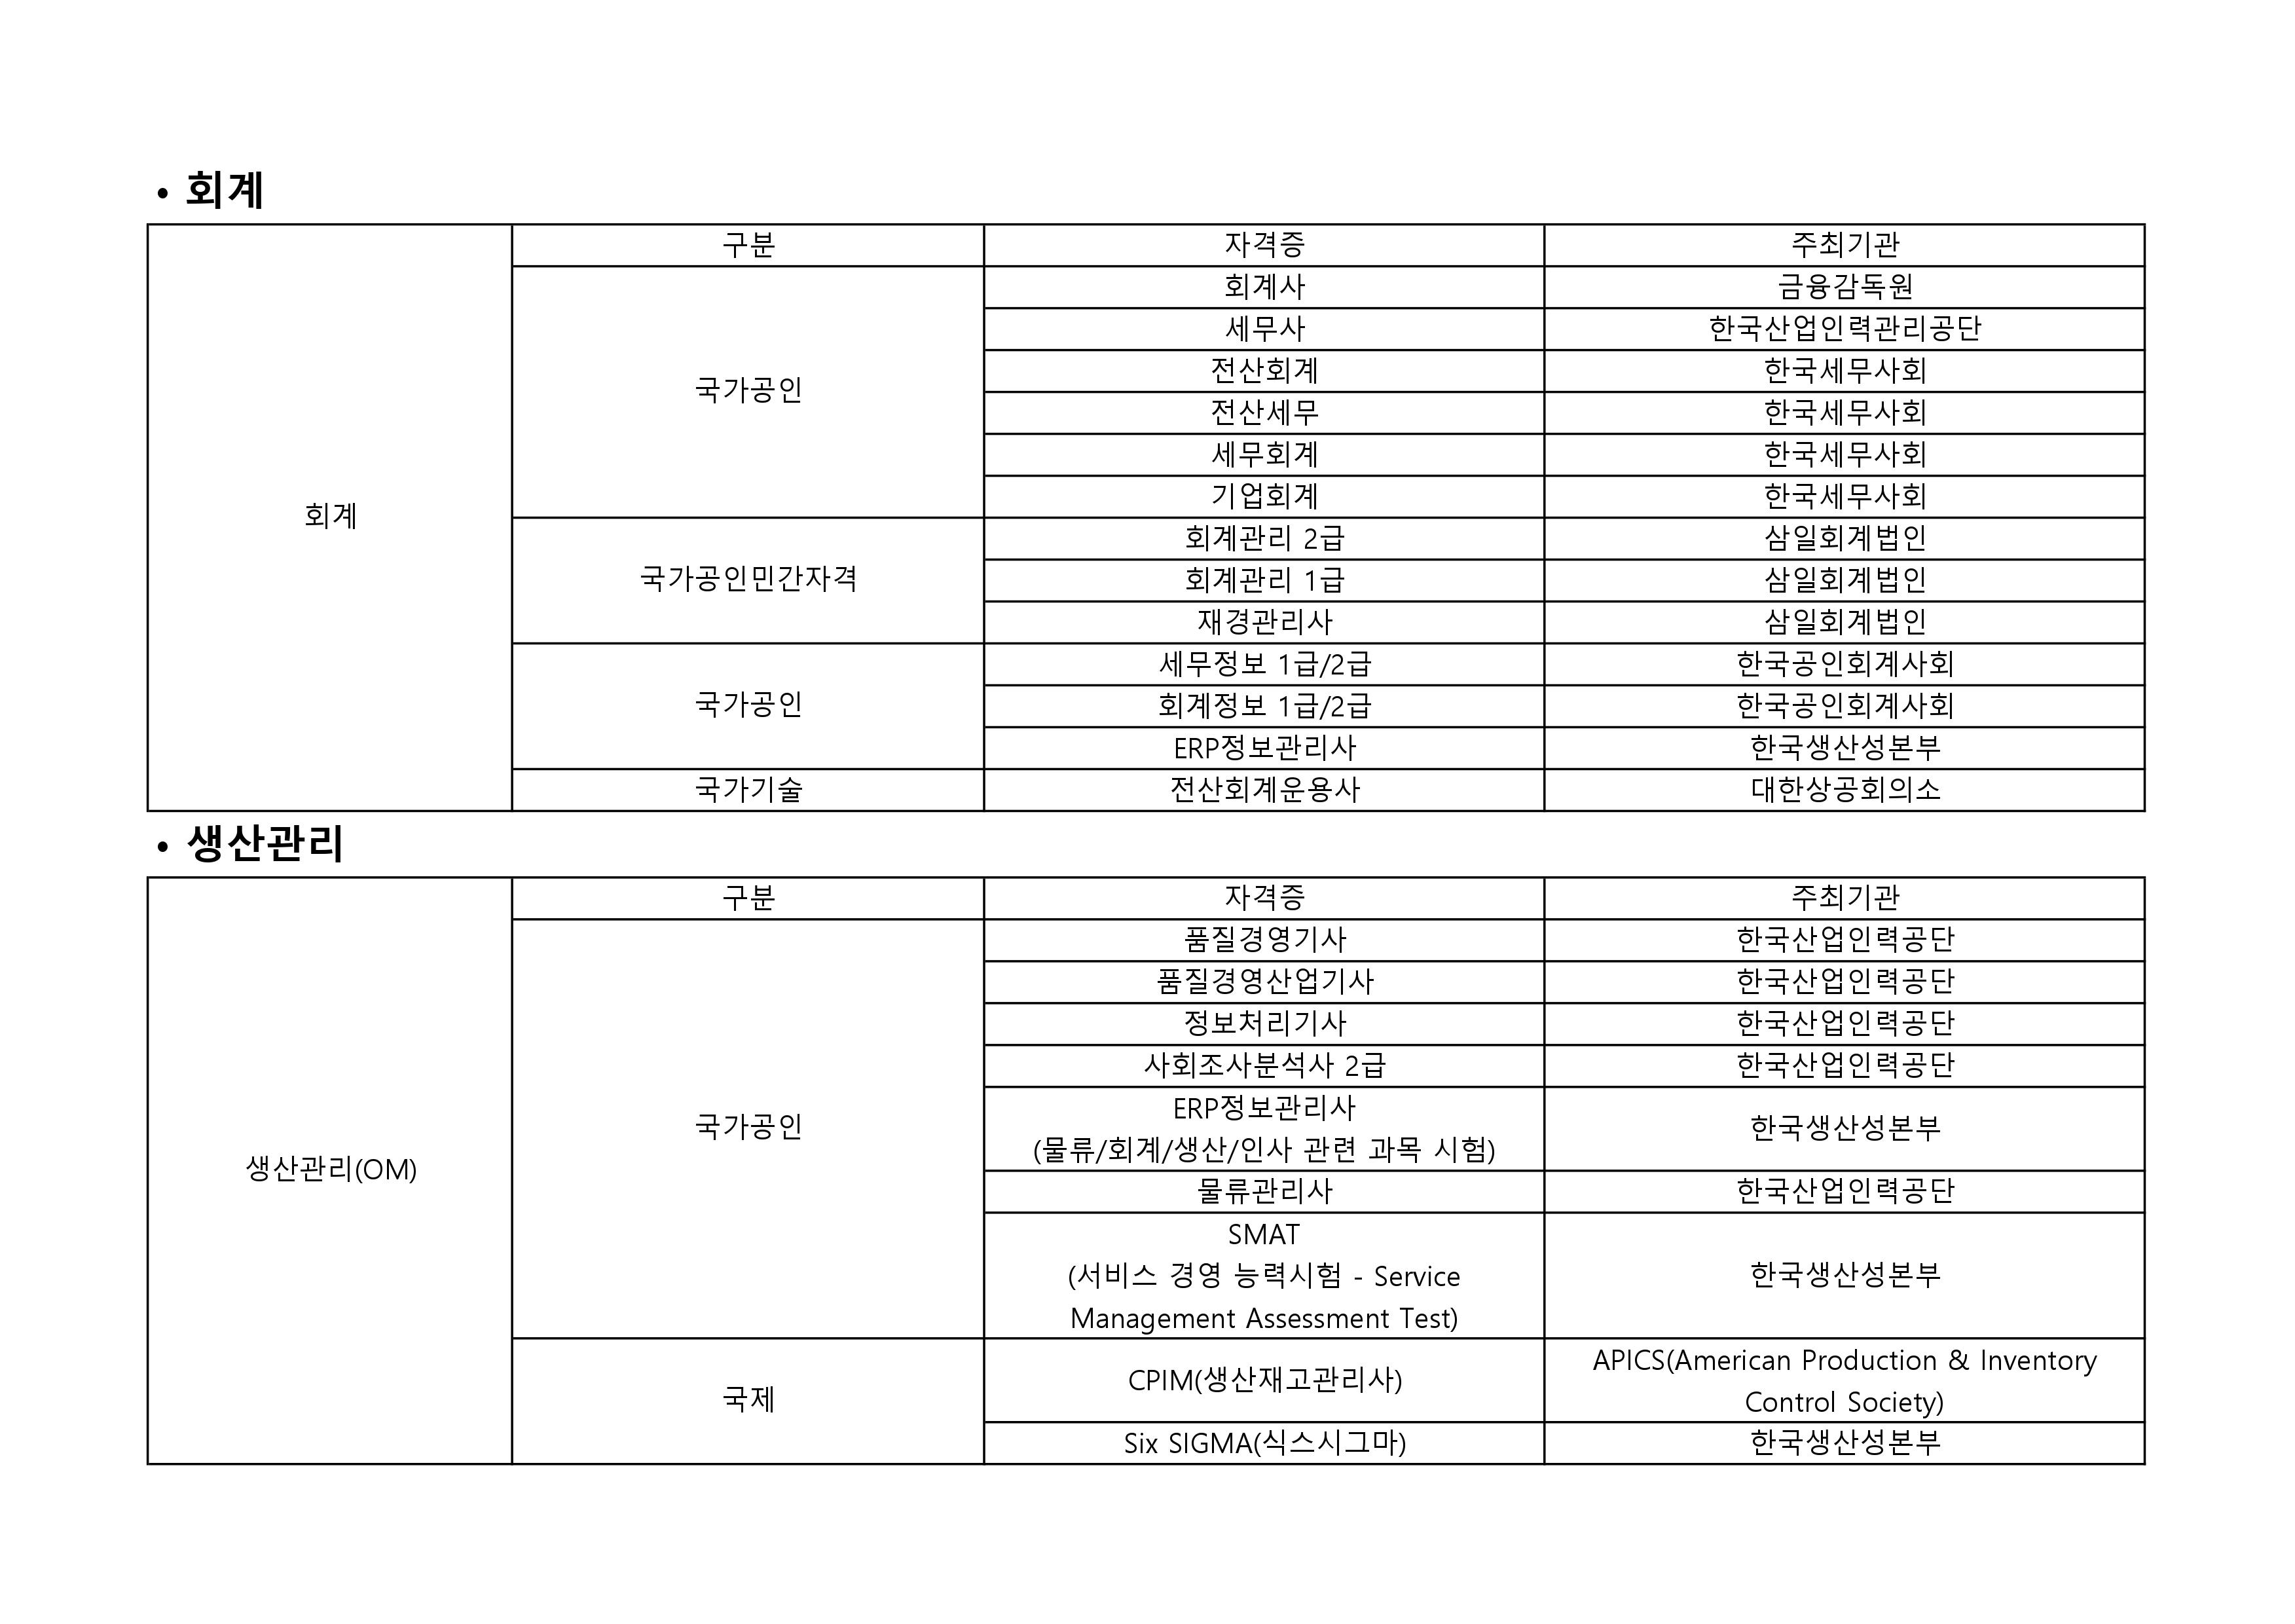 • 회계
구분 자격증 주최기관
회계사 금융감독원
세무사 한국산업인력관리공단
전산회계 한국세무사회
국가공인
전산세무 한국세무사회
세무회계 한국세무사회
기업회계 한국세무사회
회계
회계관리 2급 삼일회계법인
국가공인민간자격 회계관리 1급 삼일회계법인
재경관리사 삼일회계법인
세무정보 1급/2급 한국공인회계사회
국가공인 회계정보 1급/2급 한국공인회계사회
ERP정보관리사 한국생산성본부
국가기술 전산회계운용사 대한상공회의소
• 생산관리
구분 자격증 주최기관
품질경영기사 한국산업인력공단
품질경영산업기사 한국산업인력공단
정보처리기사 한국산업인력공단
사회조사분석사 2급 한국산업인력공단
ERP정보관리사
국가공인 한국생산성본부
(물류/회계/생산/인사 관련 과목 시험)
생산관리(OM)
물류관리사 한국산업인력공단
SMAT
(서비스 경영 능력시험 - Service 한국생산성본부
Management Assessment Test)
APICS(American Production & Inventory
국제 CPIM(생산재고관리사)
Control Society)
Six SIGMA(식스시그마) 한국생산성본부